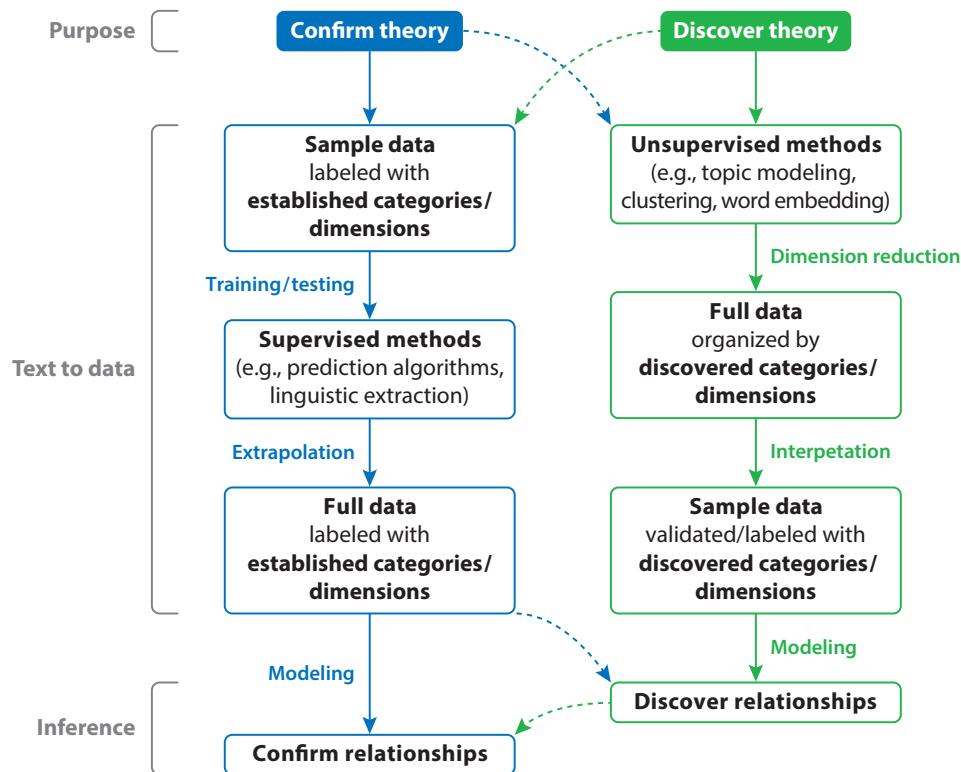 Purpose
Confirm theory
Discover theory
Text to data
Sample data
labeled with
established categories/
dimensions
Training/testing
Supervised methods
(e.g., prediction algorithms,
linguistic extraction)
Extrapolation
Full data
labeled with
established categories/
dimensions
Modeling
Unsupervised methods
(e.g., topic modeling,
clustering, word embedding)
Dimension reduction
Full data
organized by
discovered categories/
dimensions
Interpetation
Sample data
validated/labeled with
discovered categories/
dimensions
Modeling
Inference
Discover relationships
Confirm relationships